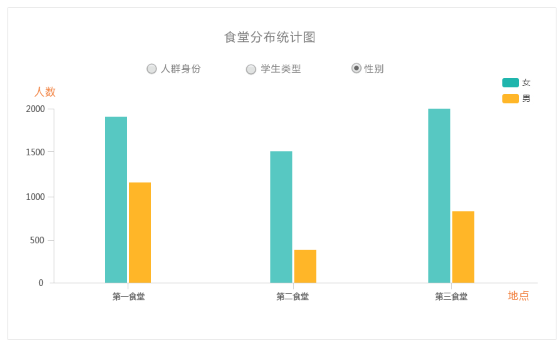 食堂分布统计图
人群身份 学生类型 性别
女
男
人数
2000
1500
1000
500
0
第一食堂 第二食堂 第三食堂 地点